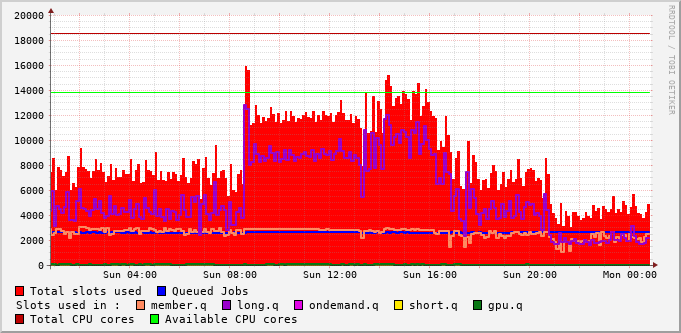 20000
18000
16000
14000
12000
10000
8000
6000
4000
2000
0
Sun 04:00 Sun 08:00 Sun 12:00 Sun 16:00 Sun 20:00 Mon 00:00
Total slots used Queued Jobs
Slots used in : member.q long.q ondemand.q short.q gpu.q
Total CPU cores Available CPU cores
RRDTOOL / TOBI OETIKER